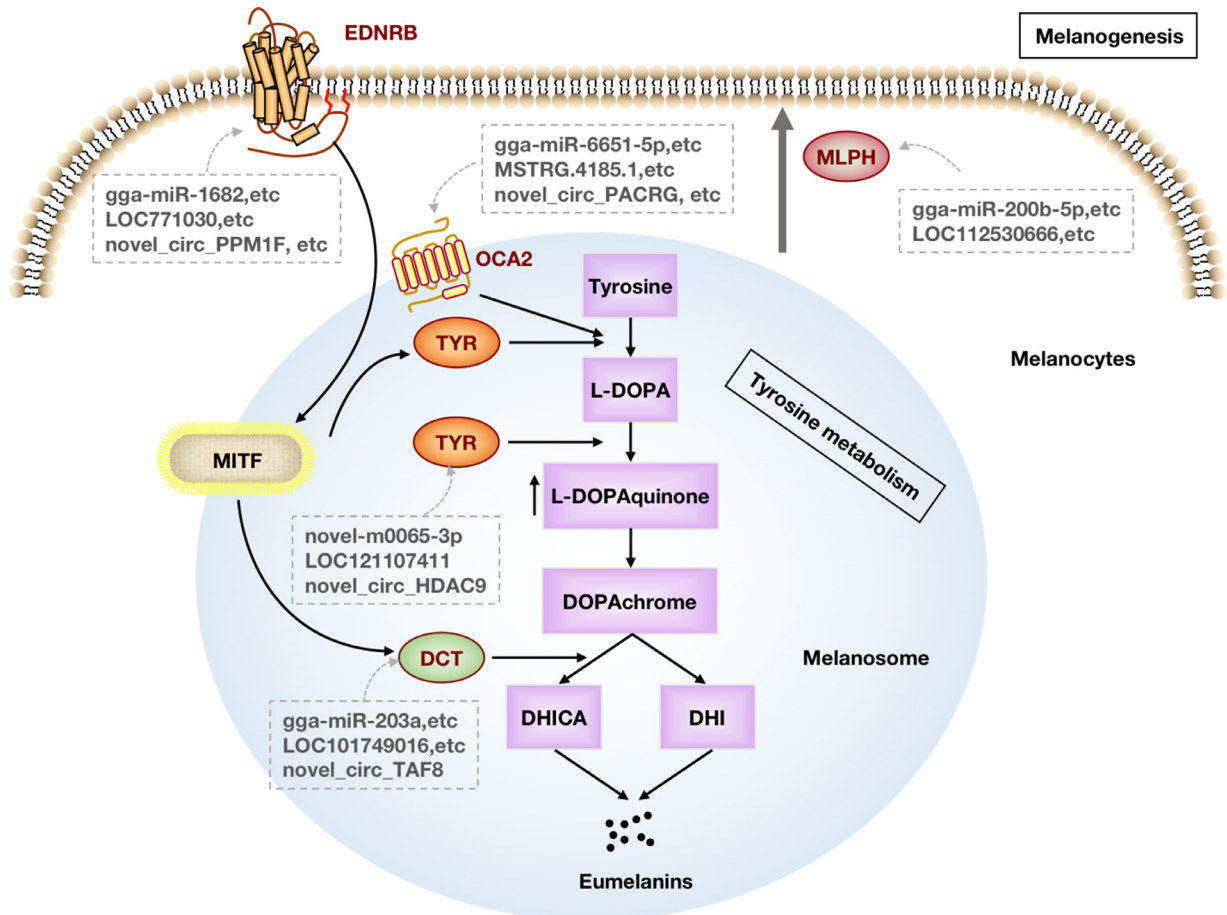 EDNRB
Melanogenesis
gga-miR-1682,etc
LOC771030,etc
novel_circ_PPM1F, etc
gga-miR-6651-5p,etc
MSTRG.4185.1,etc
novel_circ_PACRG, etc
MLPH
gga-miR-200b-5p,etc
LOC112530666,etc
OCA2
Tyrosine
TYR
L-DOPA
Melanocytes
Tyrosine metabolism
TYR
MITF
L-DOPAquinone
novel-m0065-3p
LOC121107411
novel_circ_HDAC9
DOPAchrome
DCT
Melanosome
gga-miR-203a,etc
LOC101749016,etc
novel_circ_TAF8
DHICA
DHI
Eumelanins